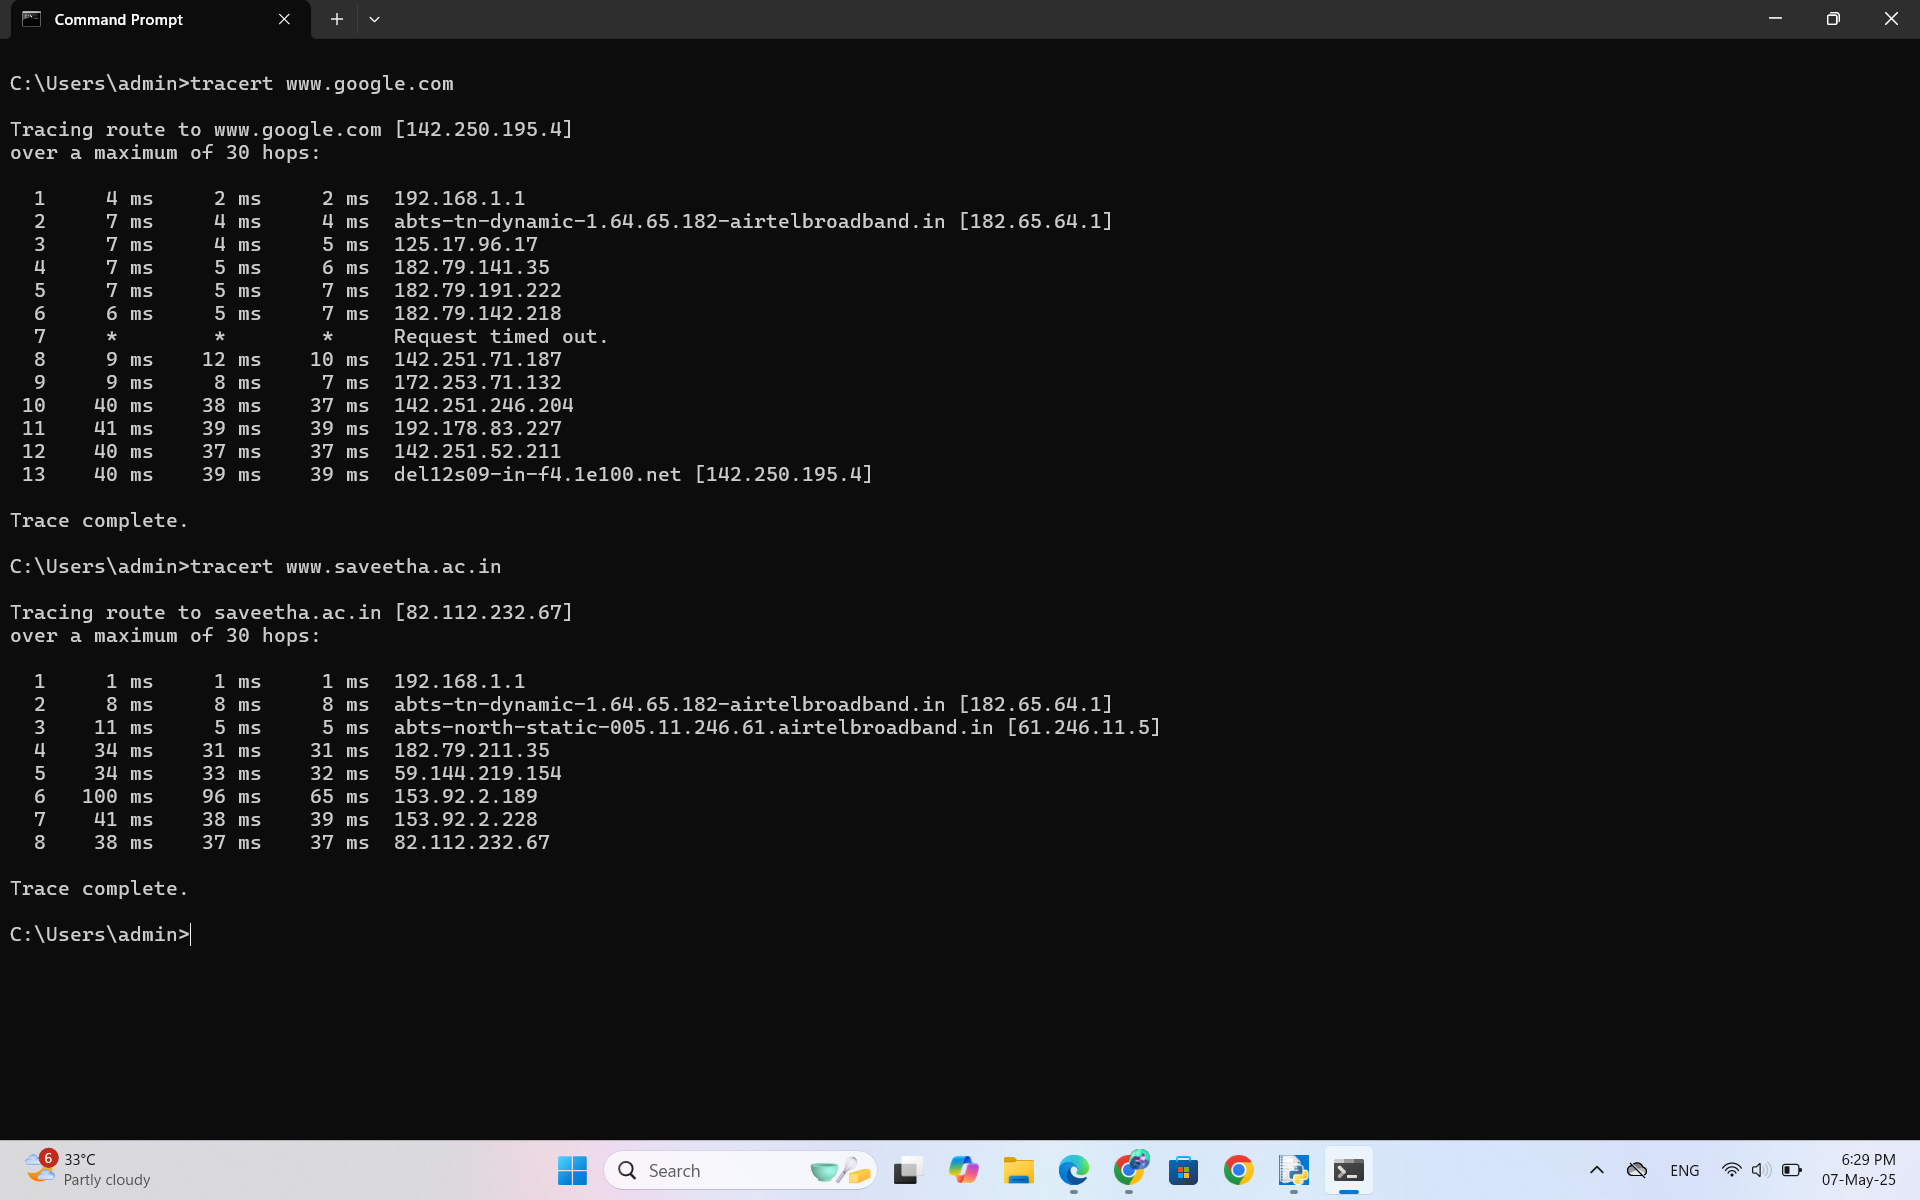 Command Prompt
C:\Users\admin>tracert www.google.com
Tracing route to www.google.com [142.250.195.4]
over a maximum of 30 hops:
1 4 ms 2 ms 2 ms 192.168.1.1
2 7 ms 4 ms 4 ms abts-tn-dynamic-1.64.65.182-airtelbroadband.in [182.65.64.1]
3 7 ms 4 ms 5 ms 125.17.96.17
4 7 ms 5 ms 6 ms 182.79.141.35
5 7 ms 5 ms 7 ms 182.79.191.222
6 6 ms 5 ms 7 ms 182.79.142.218
7 * * * Request timed out.
8 9 ms 12 ms 10 ms 142.251.71.187
9 9 ms 8 ms 7 ms 172.253.71.132
10 40 ms 38 ms 37 ms 142.251.246.204
11 41 ms 39 ms 39 ms 192.178.83.227
12 40 ms 37 ms 37 ms 142.251.52.211
13 40 ms 39 ms 39 ms del12s09-in-f4.1e100.net [142.250.195.4]
Trace complete.
C:\Users\admin>tracert www.saveetha.ac.in
Tracing route to saveetha.ac.in [82.112.232.67]
over a maximum of 30 hops:
1 1 ms 1 ms 1 ms 192.168.1.1
2 8 ms 8 ms 8 ms abts-tn-dynamic-1.64.65.182-airtelbroadband.in [182.65.64.1]
3 11 ms 5 ms 5 ms abts-north-static-005.11.246.61.airtelbroadband.in [61.246.11.5]
4 34 ms 31 ms 31 ms 182.79.211.35
5 34 ms 33 ms 32 ms 59.144.219.154
6 100 ms 96 ms 65 ms 153.92.2.189
7 41 ms 38 ms 39 ms 153.92.2.228
8 38 ms 37 ms 37 ms 82.112.232.67
Trace complete.
C:\Users\admin>
6
33°C
Partly cloudy
Search
ENG
6:29 PM
07-May-25